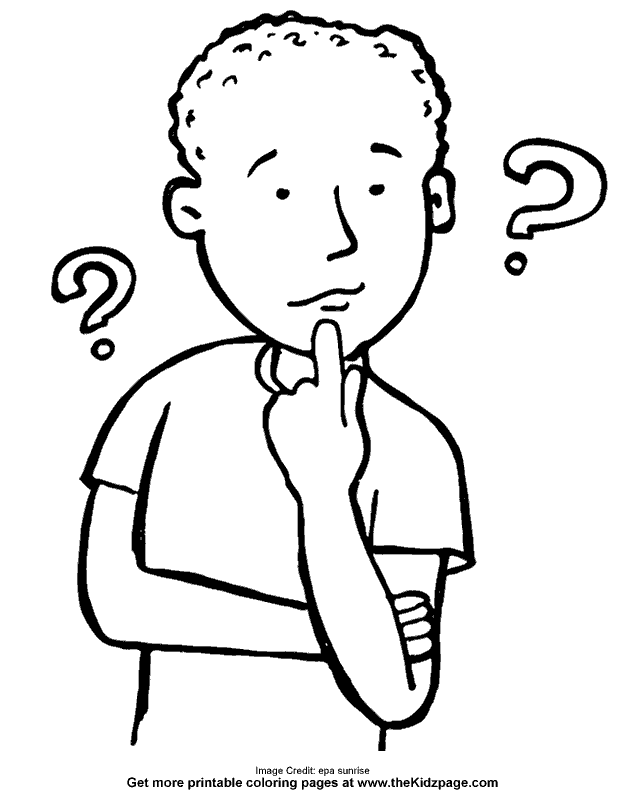 ?
?
Image Credit: epa sunrise
Get more printable coloring pages at www.theKidzpage.com